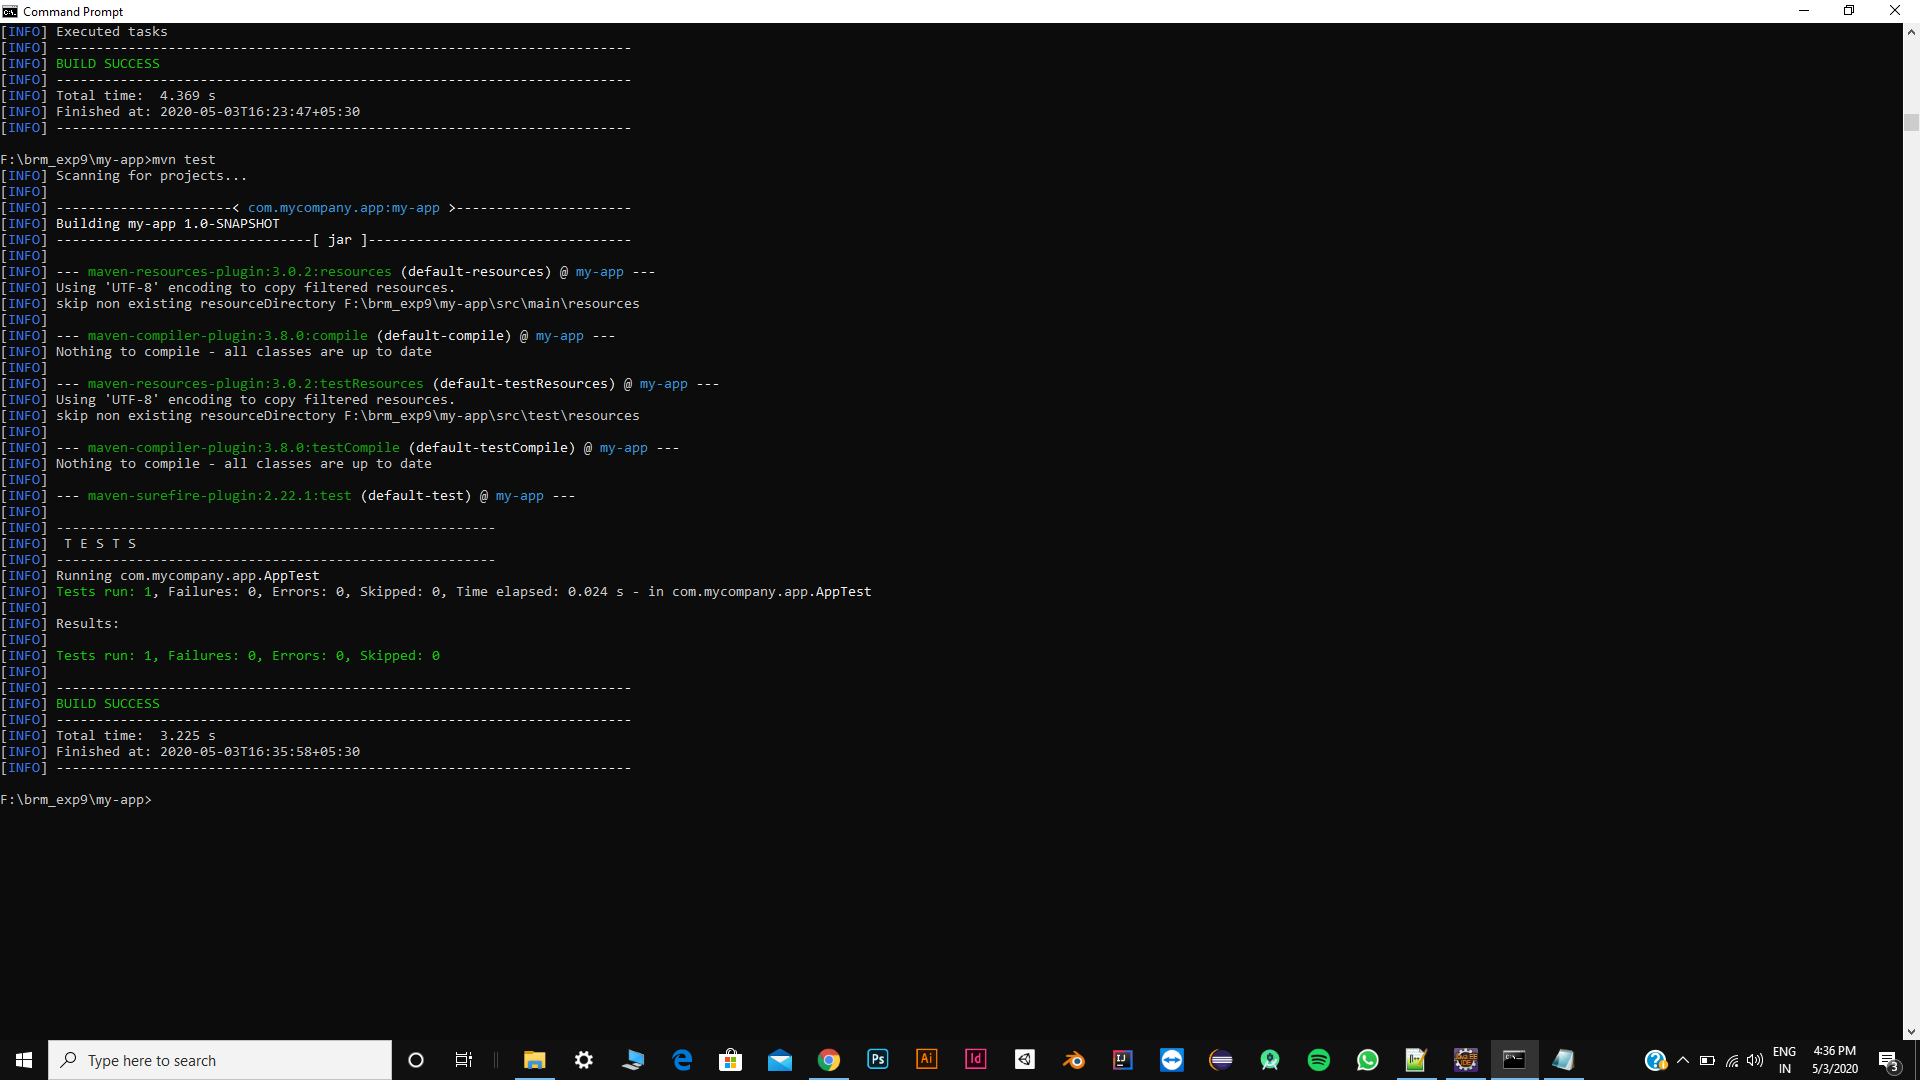 Command Prompt
[INFO] Executed tasks
[INFO] ------------------------------------------------------------------------
[INFO] BUILD SUCCESS
[INFO] ------------------------------------------------------------------------
[INFO] Total time:  4.369 s
[INFO] Finished at: 2020-05-03T16:23:47+05:30
[INFO] ------------------------------------------------------------------------
F:\brm_exp9\my-app>mvn test
[INFO] Scanning for projects...
[INFO]
[INFO] ----------------------< com.mycompany.app:my-app >----------------------
[INFO] Building my-app 1.0-SNAPSHOT
[INFO] --------------------------------[ jar ]---------------------------------
[INFO]
[INFO] --- maven-resources-plugin:3.0.2:resources (default-resources) @ my-app ---
[INFO] Using 'UTF-8' encoding to copy filtered resources.
[INFO] skip non existing resourceDirectory F:\brm_exp9\my-app\src\main\resources
[INFO]
[INFO] --- maven-compiler-plugin:3.8.0:compile (default-compile) @ my-app ---
[INFO] Nothing to compile - all classes are up to date
[INFO]
[INFO] --- maven-resources-plugin:3.0.2:testResources (default-testResources) @ my-app ---
[INFO] Using 'UTF-8' encoding to copy filtered resources.
[INFO] skip non existing resourceDirectory F:\brm_exp9\my-app\src\test\resources
[INFO]
[INFO] --- maven-compiler-plugin:3.8.0:testCompile (default-testCompile) @ my-app ---
[INFO] Nothing to compile - all classes are up to date
[INFO]
[INFO] --- maven-surefire-plugin:2.22.1:test (default-test) @ my-app ---
[INFO]
[INFO] -------------------------------------------------------
[INFO]  T E S T S
[INFO] -------------------------------------------------------
[INFO] Running com.mycompany.app.AppTest
[INFO] Tests run: 1, Failures: 0, Errors: 0, Skipped: 0, Time elapsed: 0.024 s - in com.mycompany.app.AppTest
[INFO]
[INFO] Results:
[INFO]
[INFO] Tests run: 1, Failures: 0, Errors: 0, Skipped: 0
[INFO]
[INFO] ------------------------------------------------------------------------
[INFO] BUILD SUCCESS
[INFO] ------------------------------------------------------------------------
[INFO] Total time:  3.225 s
[INFO] Finished at: 2020-05-03T16:35:58+05:30
[INFO] ------------------------------------------------------------------------
F:\brm_exp9\my-app>
Type here to search
Ps
Ai
Id
IJ
ENG
IN
4:36 PM
5/3/2020
3